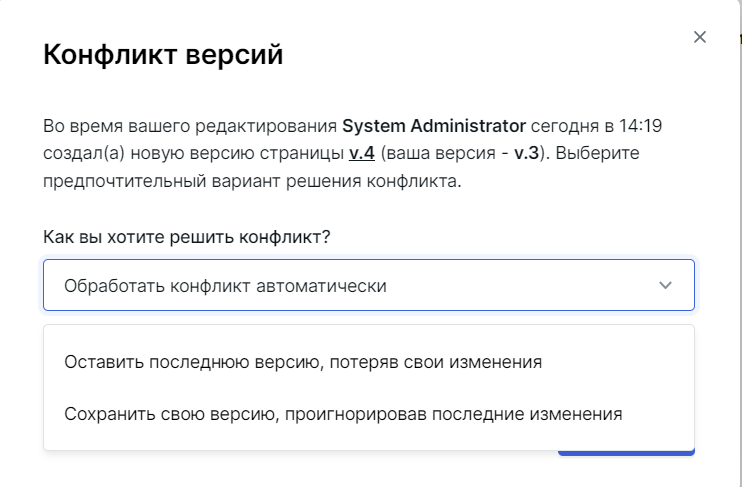 Конфликт версий
Во время вашего редактирования System Administrator сегодня в 14:19
создал(а) новую версию страницы v.4 (ваша версия - v.3). Выберите
предпочтительный вариант решения конфликта.
Как вы хотите решить конфликт?
Обработать конфликт автоматически
Оставить последнюю версию, потеряв свои изменения
Сохранить свою версию, проигнорировав последние изменения